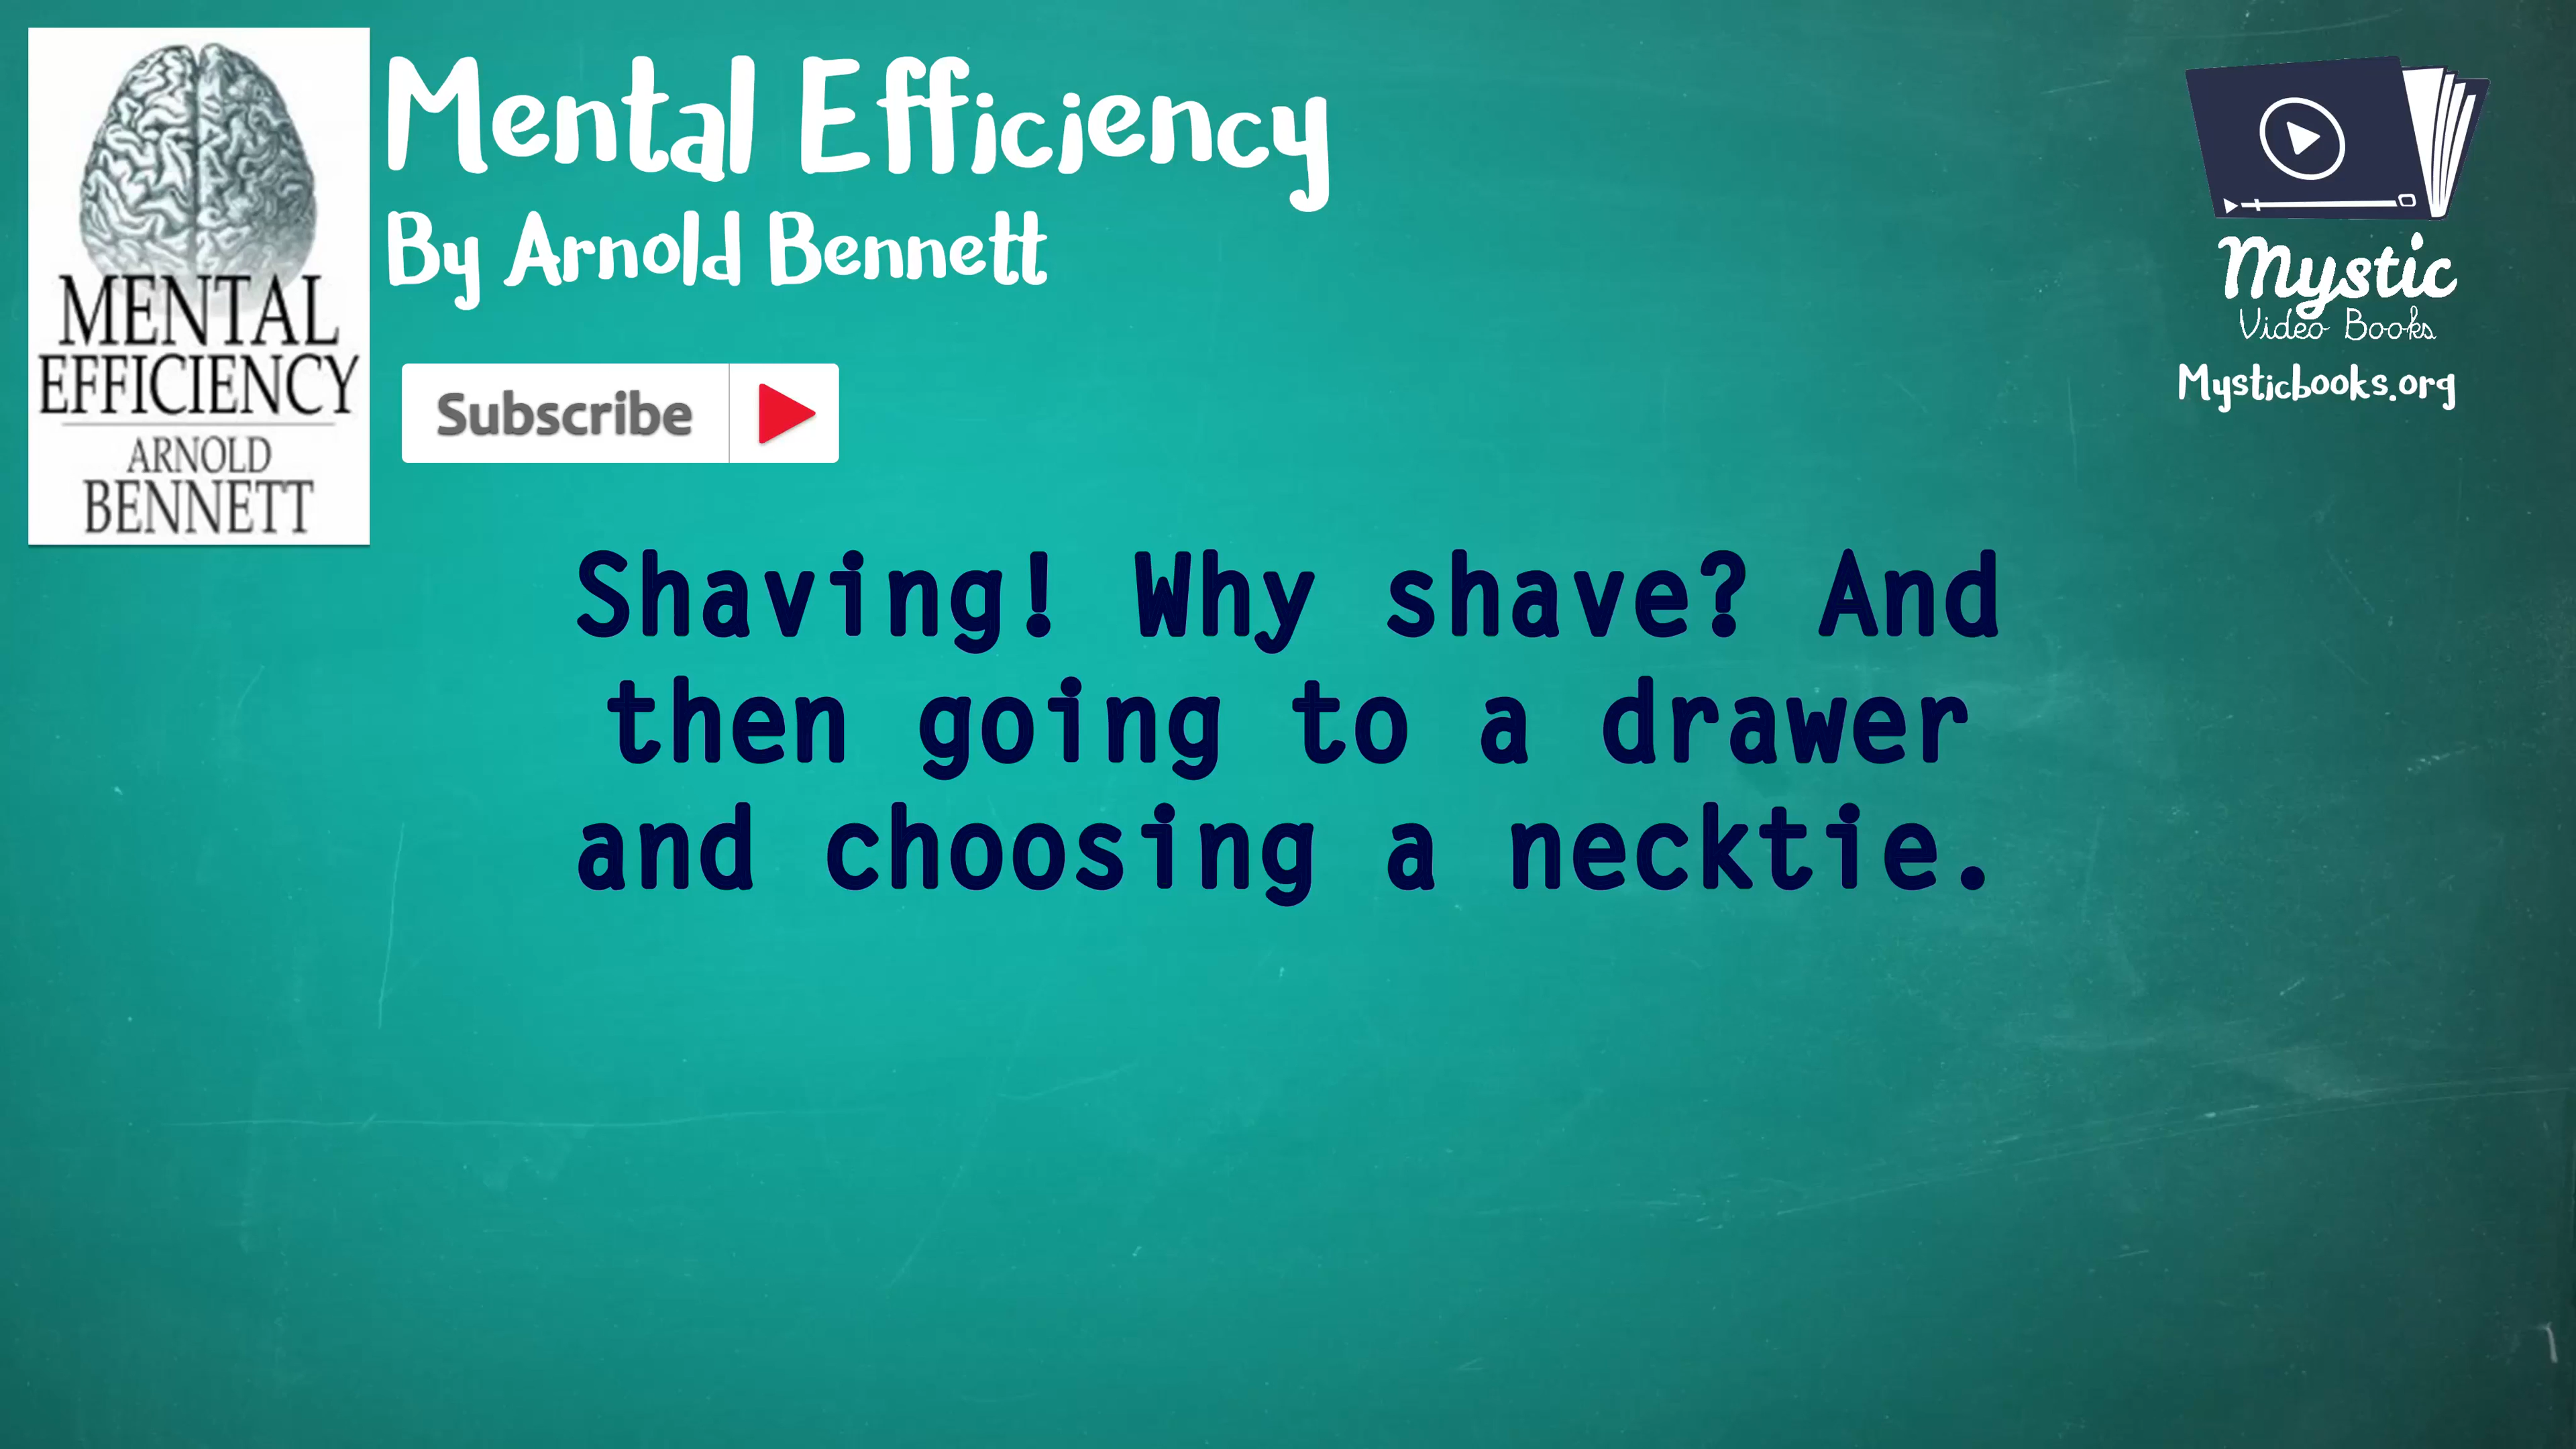 MENTAL
EFFICIENCY
ARNOLD
BENNETT
Mental Efficiency
By Arnold Bennett
Subscribe
Mystic
Video Books
Mysticbooks.org
Shaving! Why shave? And
then going to a drawer
and choosing a necktie.